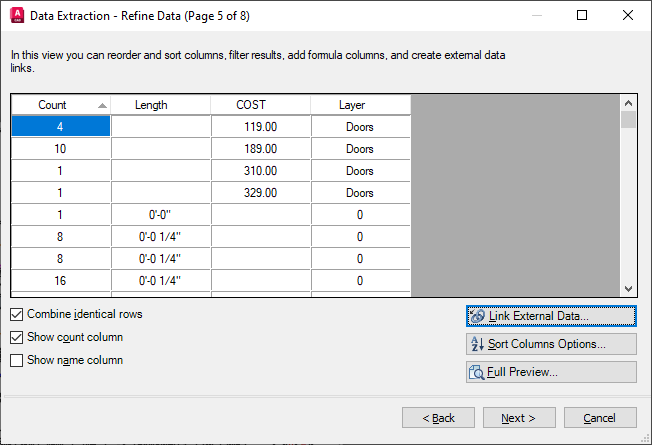 Data Extraction - Refine Data (Page 5 of 8)
In this view you can reorder and sort columns, filter results, add formula columns, and create external data
links.
Count Length COST Layer
4 119.00 Doors
10 189.00 Doors
1 310.00 Doors
1 329.00 Doors
1 0'-0" 0
8 0'-0 1/4" 0
8 0'-0 1/4" 0
16 0'-0 1/4" 0
Combine identical rows
Show count column
Show name column
Link External Data...
Sort Columns Options...
Full Preview...
< Back
Next >
Cancel